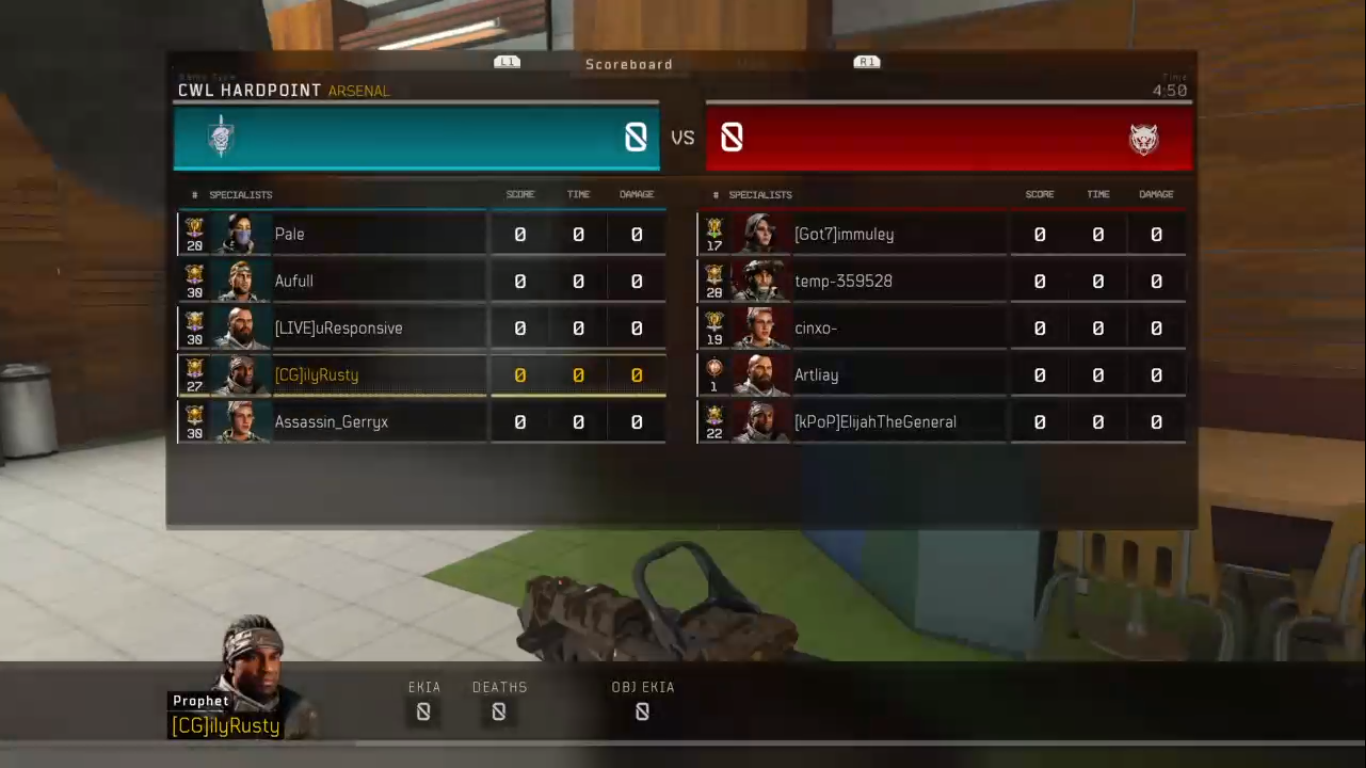 L1 Scoreboard R1
Game Type
CWL HARDPOINT ARSENAL
Time
4:50
0 VS 0
# SPECIALISTS SCORE TIME DAMAGE
20 Pale 0 0 0
30 Aufull 0 0 0
30 [LIVE]uResponsive 0 0 0
27 [CG]ilyRusty 0 0 0
30 Assassin_Gerryx 0 0 0
# SPECIALISTS SCORE TIME DAMAGE
17 [Got7]immuley 0 0 0
28 temp-359528 0 0 0
19 cinxo- 0 0 0
1 Artliay 0 0 0
22 [kPoP]ElijahTheGeneral 0 0 0
Prophet
[CG]ilyRusty
EKIA DEATHS OBJ EKIA
0 0 0